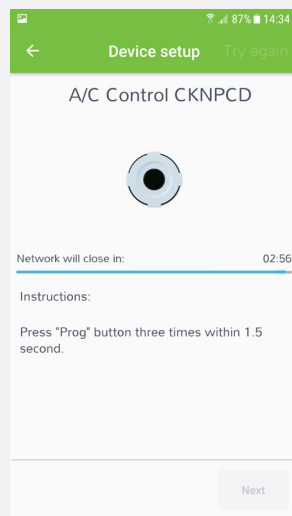 87% 14:34
Device setup Try again
A/C Control CKNPCD
Network will close in: 02:56
Instructions:
Press "Prog" button three times within 1.5
second.
Next